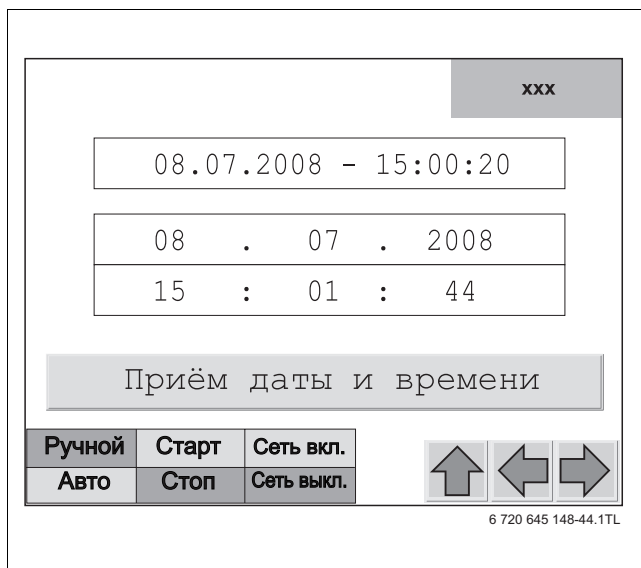 xxx
08.07.2008 - 15:00:20
08 . 07 . 2008
15 : 01 : 44
Приём даты и времени
Ручной Старт Сеть вкл.
Авто Стоп Сеть выкл.
6 720 645 148-44.1TL